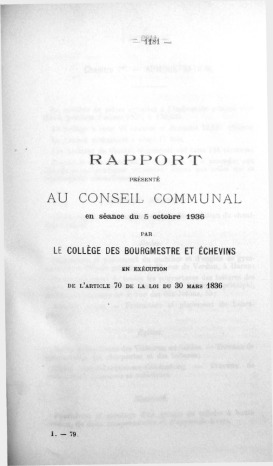 — 1181 —
RAPPORT
PRÉSENTÉ
AU CONSEIL COMMUNAL
en séance du 5 octobre 1936
PAR
LE COLLÈGE DES BOURGMESTRE ET ÉCHEVINS
EN EXÉCUTION
DE L'ARTICLE 70 DE LA LOI DU 30 MARS 1836
I. — 79